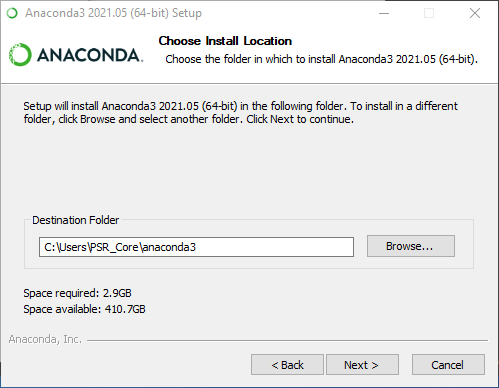 Anaconda3 2021.05 (64-bit) Setup
ANACONDA.
Choose Install Location
Choose the folder in which to install Anaconda3 2021.05 (64-bit).
Setup will install Anaconda3 2021.05 (64-bit) in the following folder. To install in a different
folder, click Browse and select another folder. Click Next to continue.
Destination Folder
C:\Users\PSR_Core\anaconda3
Browse...
Space required: 2.9GB
Space available: 410.7GB
Anaconda, Inc.
< Back
Next >
Cancel